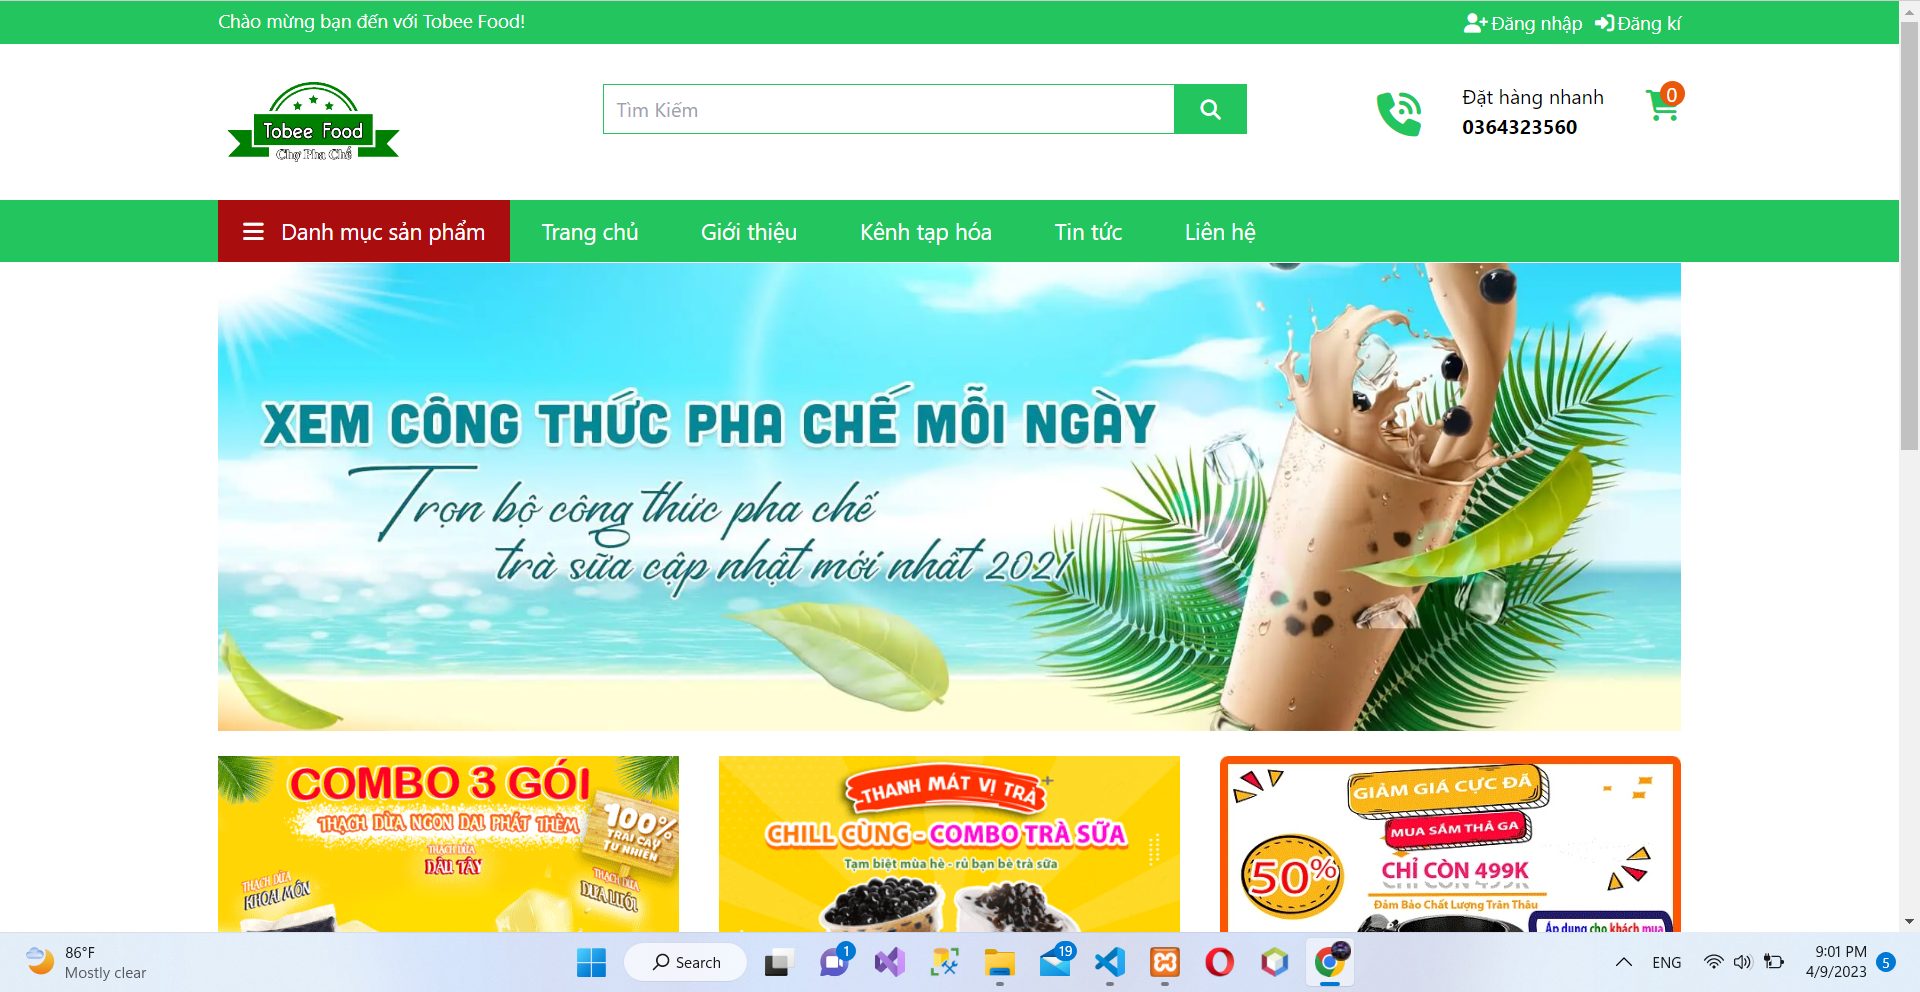 Chào mừng bạn đến với Tobee Food!
Đăng nhập Đăng kí
Tobee Food
Chợ Pha Chế
Tìm Kiếm
Đặt hàng nhanh
0364323560
0
Danh mục sản phẩm Trang chủ Giới thiệu Kênh tạp hóa Tin tức Liên hệ
XEM CÔNG THỨC PHA CHẾ MỖI NGÀY
Trọn bộ công thức pha chế
trà sữa cập nhật mới nhất 2021
COMBO 3 GÓI
THẠCH DỪA NGON DAI PHÁT THÈM
100%
TRÁI CÂY
TỰ NHIÊN
THẠCH DỪA
DÂU TÂY
THẠCH DỪA
KHOAI MÔN
THẠCH DỪA
DƯA LƯỚI
THANH MÁT VỊ TRÀ
CHILL CÙNG - COMBO TRÀ SỮA
Tạm biệt mùa hè - rủ bạn bè trà sữa
GIẢM GIÁ CỰC ĐÃ
MUA SẮM THẢ GA
50%
CHỈ CÒN 499K
Đảm Bảo Chất Lượng Trân Thâu
Áp dụng cho khách mua
86°F
Mostly clear
Search
1
19
ENG
9:01 PM
4/9/2023
5